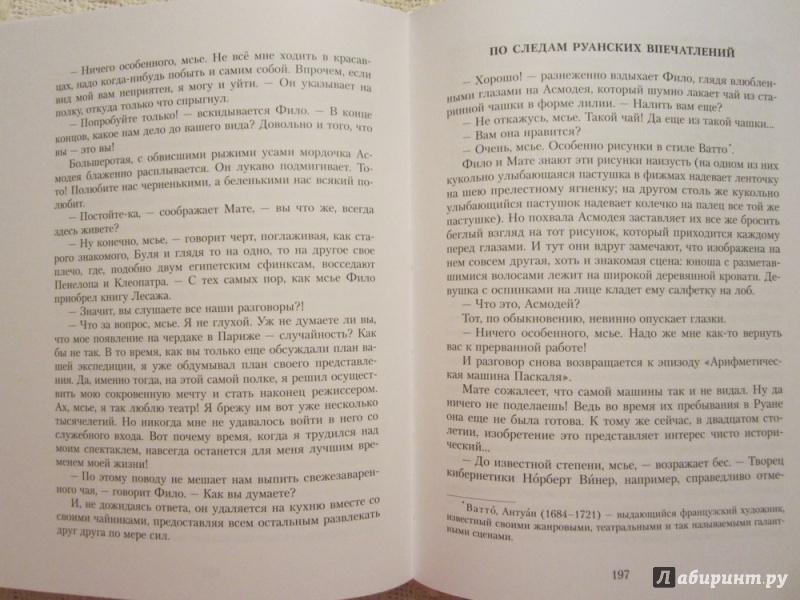 — Ничего особенного, мсье. Не всё мне ходить в красав-
цах, надо когда-нибудь побыть и самим собой. Впрочем, если
вид мой вам неприятен, я могу и уйти. — Он указывает на
полку, откуда только что спрыгнул.
— Попробуйте только! — вскидывается Фило. — В конце
концов, какое нам дело до вашего вида? Довольно и того, что
вы — это вы!
Большеротая, с обвисшими рыжими усами мордочка Ас-
модея блаженно расплывается. Он лукаво подмигивает. То-
то! Полюбите нас черненькими, а беленькими нас всякий по-
любит.
— Постойте-ка, — соображает Мате, — вы что же, всегда
здесь живете?
— Ну конечно, мсье, — говорит черт, поглаживая, как ста-
рого знакомого, Буля и глядя то на одно, то на другое свое
плечо, где, подобно двум египетским сфинксам, восседают
Пенелопа и Клеопатра. — С тех самых пор, как мсье Фило
приобрел книгу Лесажа.
— Значит, вы слушаете все наши разговоры?!
— Что за вопрос, мсье. Я не глухой. Уж не думаете ли вы,
что мое появление на чердаке в Париже — случайность? Как
бы не так. В то время, как вы только еще обсуждали план ва-
шей экспедиции, я уже обдумывал план своего представле-
ния. Да, именно тогда, на этой самой полке, я решил осущест-
вить мою сокровенную мечту и стать наконец режиссером.
Ах, мсье, я так люблю театр! Я брежу им вот уже несколько
тысячелетий. Но никогда мне не удавалось войти в него со
служебного входа. Вот почему время, когда я трудился над
моим спектаклем, навсегда останется для меня лучшим вре-
менем моей жизни!
— По этому поводу не мешает нам выпить свежезаварен-
ного чая, — говорит Фило. — Как вы думаете?
И, не дожидаясь ответа, он удаляется на кухню вместе со
своими чайниками, предоставляя всем остальным развлекать
друг друга по мере сил.
ПО СЛЕДАМ РУАНСКИХ ВПЕЧАТЛЕНИЙ
— Хорошо! — разнеженно вздыхает Фило, глядя влюблен-
ными глазами на Асмодея, который шумно лакает чай из ста-
ринной чашки в форме лилии. — Налить вам еще?
— Не откажусь, мсье. Такой чай! Да еще из такой чашки...
— Вам она нравится?
— Очень, мсье. Особенно рисунки в стиле Ватто*.
Фило и Мате знают эти рисунки наизусть (на одном из них
кукольно улыбающаяся пастушка в фижмах надевает ленточку
на шею прелестному ягненку; на другом столь же кукольно
улыбающийся пастушок надевает колечко на палец все той же
пастушке). Но похвала Асмодея заставляет их все же бросить
беглый взгляд на тот рисунок, который приходится каждому
перед глазами. И тут они вдруг замечают, что изображена на
нем совсем другая, хоть и знакомая сцена: юноша с разметав-
шимися волосами лежит на широкой деревянной кровати. Де-
вушка с оспинками на лице кладет ему салфетку на лоб.
— Что это, Асмодей?
Тот, по обыкновению, невинно опускает глазки.
— Ничего особенного, мсье. Надо же мне как-то вернуть
вас к прерванной работе!
И разговор снова возвращается к эпизоду «Арифметичес-
кая машина Паскаля».
Мате сожалеет, что самой машины так и не видал. Ну да
ничего не поделаешь! Ведь во время их пребывания в Руане
она еще не была готова. К тому же сейчас, в двадцатом сто-
летии, изобретение это представляет интерес чисто истори-
ческий...
— До известной степени, мсье, — возражает бес. — Творец
кибернетики Нóрберт Вúнер, например, справедливо отме-
* Ваттó, Антуáн (1684–1721) — выдающийся французский художник,
известный своими жанровыми, театральными и так называемыми галант-
ными сценами.
197
Лабиринт.ру